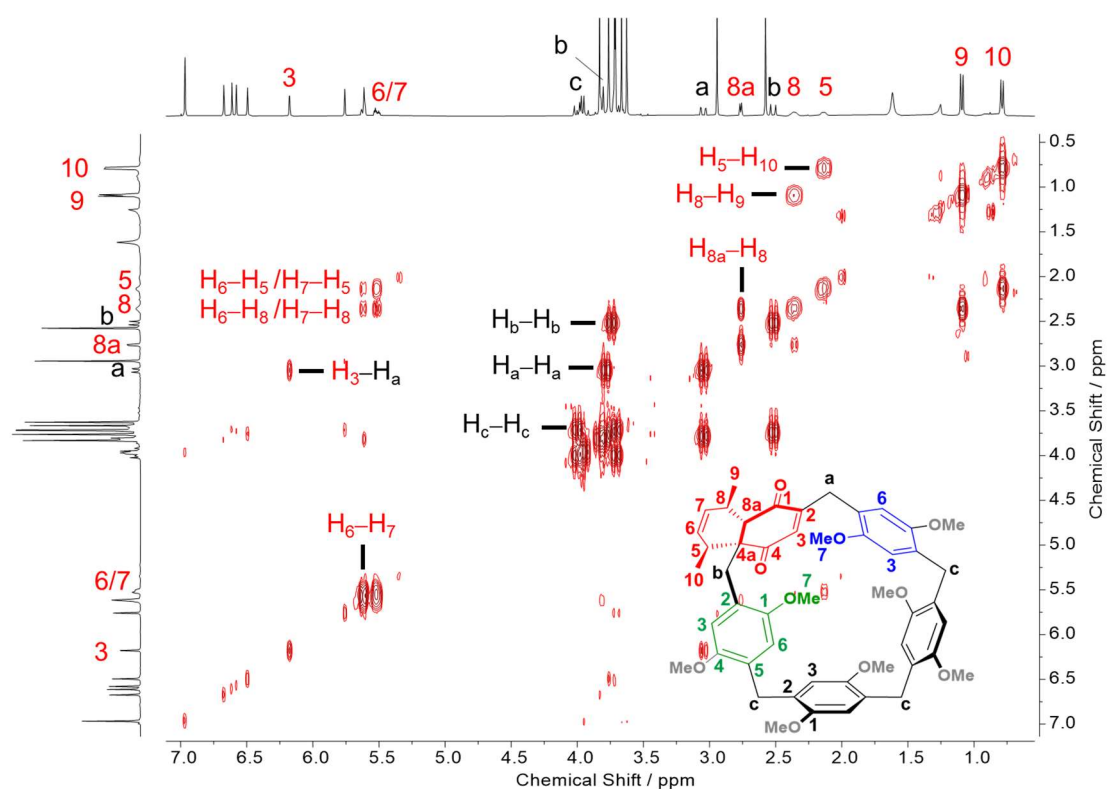 b
c
3
6/7
a
8a
8
b
5
9
10
10
9
5
8
b
8a
a
6/7
3
H5–H10
H8–H9
H8a–H8
H6–H5 /H7–H5
H6–H8 /H7–H8
Hb–Hb
H3–Ha
Ha–Ha
Hc–Hc
H6–H7
0.5
1.0
1.5
2.0
2.5
3.0
3.5
4.0
4.5
5.0
5.5
6.0
6.5
7.0
Chemical Shift / ppm
9
O
a
8
8a
1
7
2
6
6
OMe
5
4a
4
3
MeO
10
O
7
3
b
7
c
2
1
OMe
MeO
3
6
MeO
4
5
3
OMe
OMe
c
2
c
MeO
1
7.0 6.5 6.0 5.5 5.0 4.5 4.0 3.5 3.0 2.5 2.0 1.5 1.0
Chemical Shift / ppm